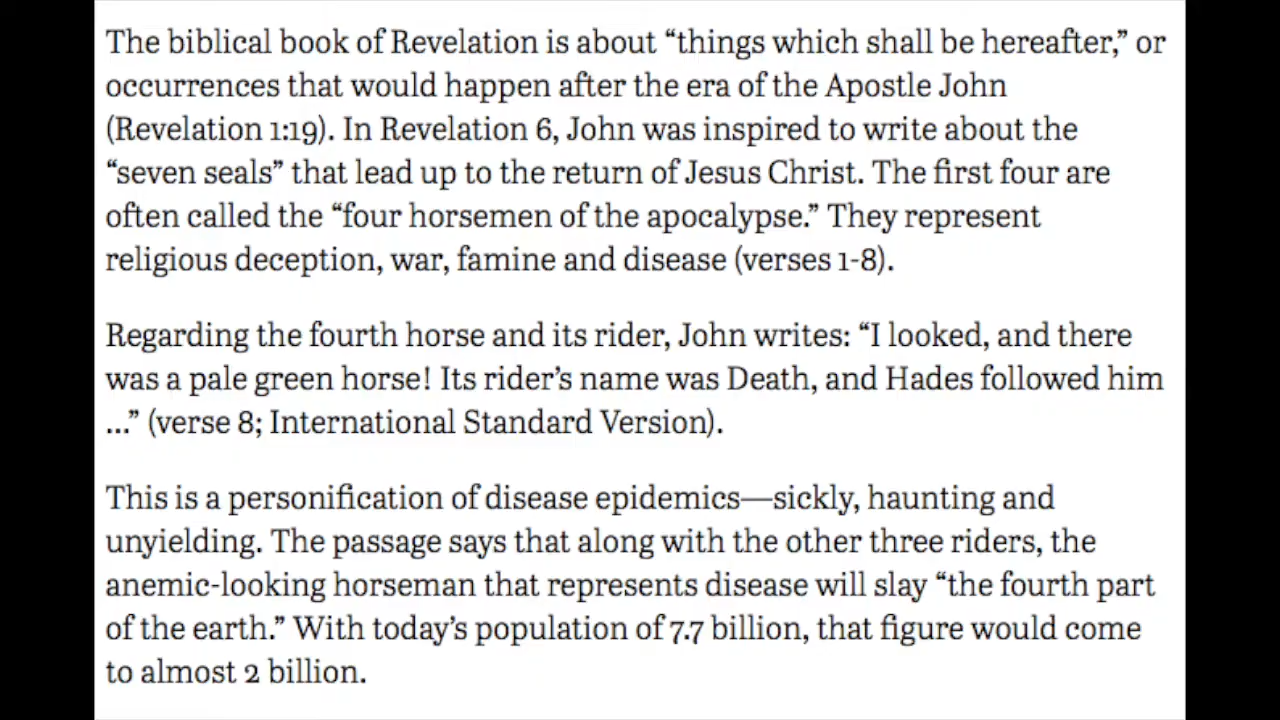 The biblical book of Revelation is about “things which shall be hereafter,” or
occurrences that would happen after the era of the Apostle John
(Revelation 1:19). In Revelation 6, John was inspired to write about the
“seven seals” that lead up to the return of Jesus Christ. The first four are
often called the “four horsemen of the apocalypse.” They represent
religious deception, war, famine and disease (verses 1-8).
Regarding the fourth horse and its rider, John writes: “I looked, and there
was a pale green horse! Its rider’s name was Death, and Hades followed him
...” (verse 8; International Standard Version).
This is a personification of disease epidemics—sickly, haunting and
unyielding. The passage says that along with the other three riders, the
anemic-looking horseman that represents disease will slay “the fourth part
of the earth.” With today’s population of 7.7 billion, that figure would come
to almost 2 billion.